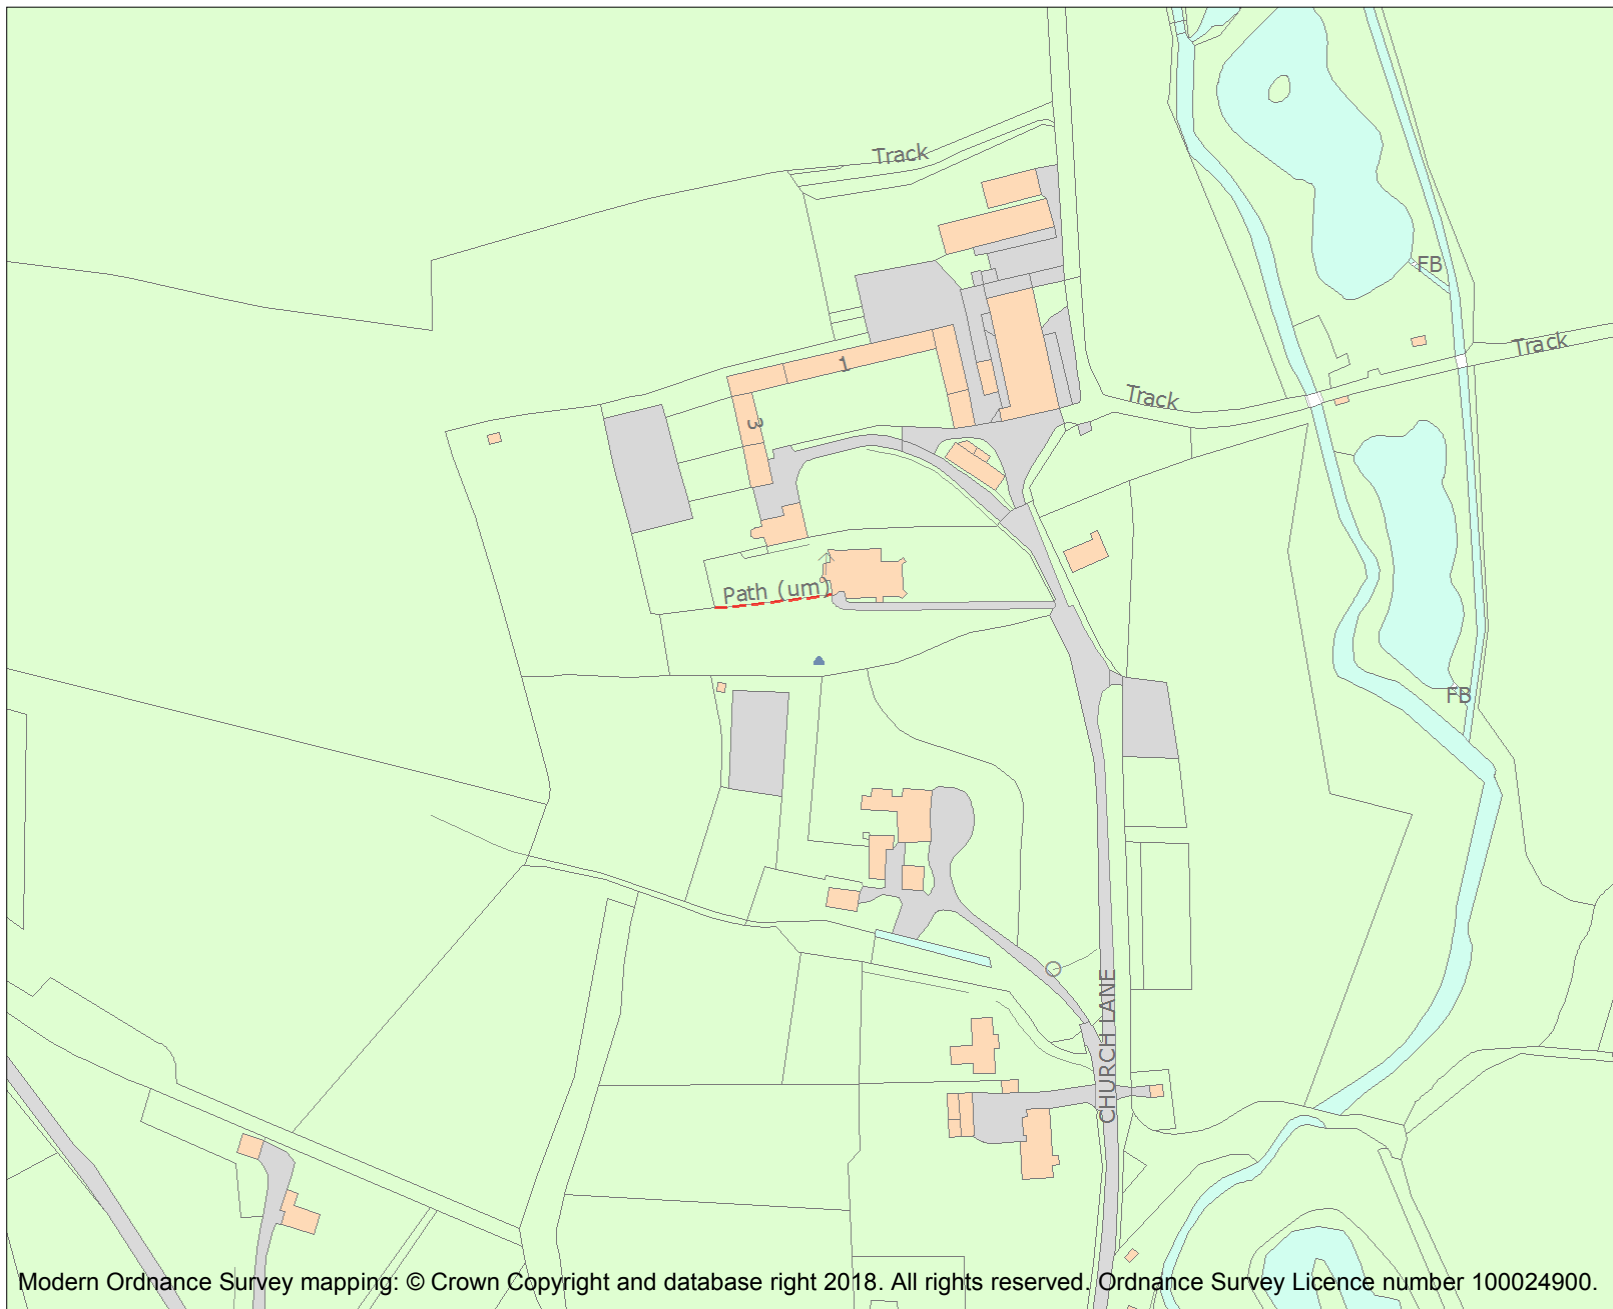 Track
FB
Track
1
Track
3
Path (um)
FB
CHURCH LANE
Modern Ordnance Survey mapping: © Crown Copyright and database right 2018. All rights reserved. Ordnance Survey Licence number 100024900.